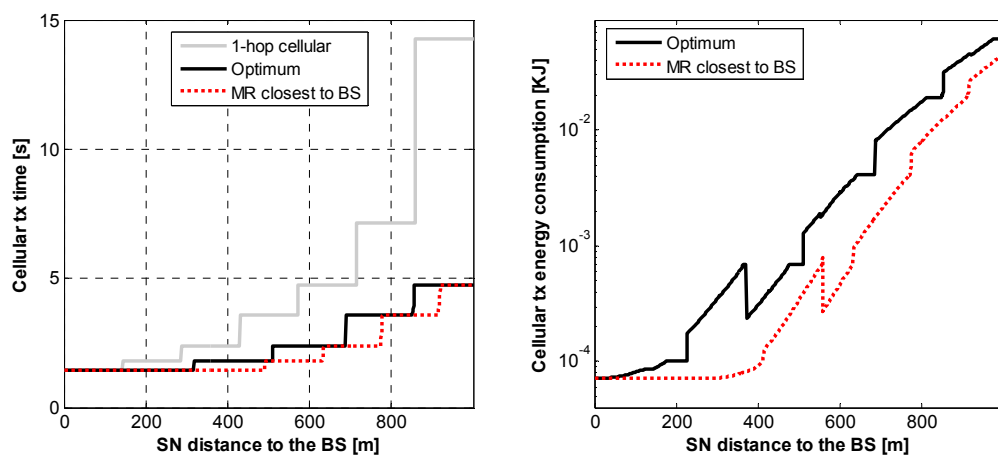 15
10
5
0
Cellular tx time [s]
1-hop cellular
Optimum
MR closest to BS
0 200 400 600 800
SN distance to the BS [m]
10^-2
10^-3
10^-4
Cellular tx energy consumption [KJ]
Optimum
MR closest to BS
0 200 400 600 800
SN distance to the BS [m]